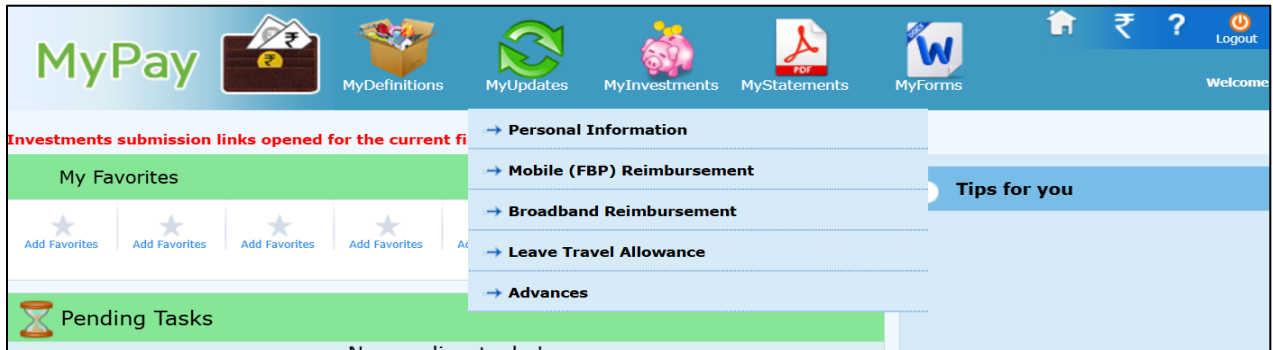 MyPay
MyDefinitions
MyUpdates
MyInvestments
PDF
MyStatements
DOCX
W
MyForms
₹
?
Logout
Welcome
Investments submission links opened for the current fi
My Favorites
Add Favorites
Add Favorites
Add Favorites
Add Favorites
→ Personal Information
→ Mobile (FBP) Reimbursement
→ Broadband Reimbursement
→ Leave Travel Allowance
→ Advances
Tips for you
Pending Tasks